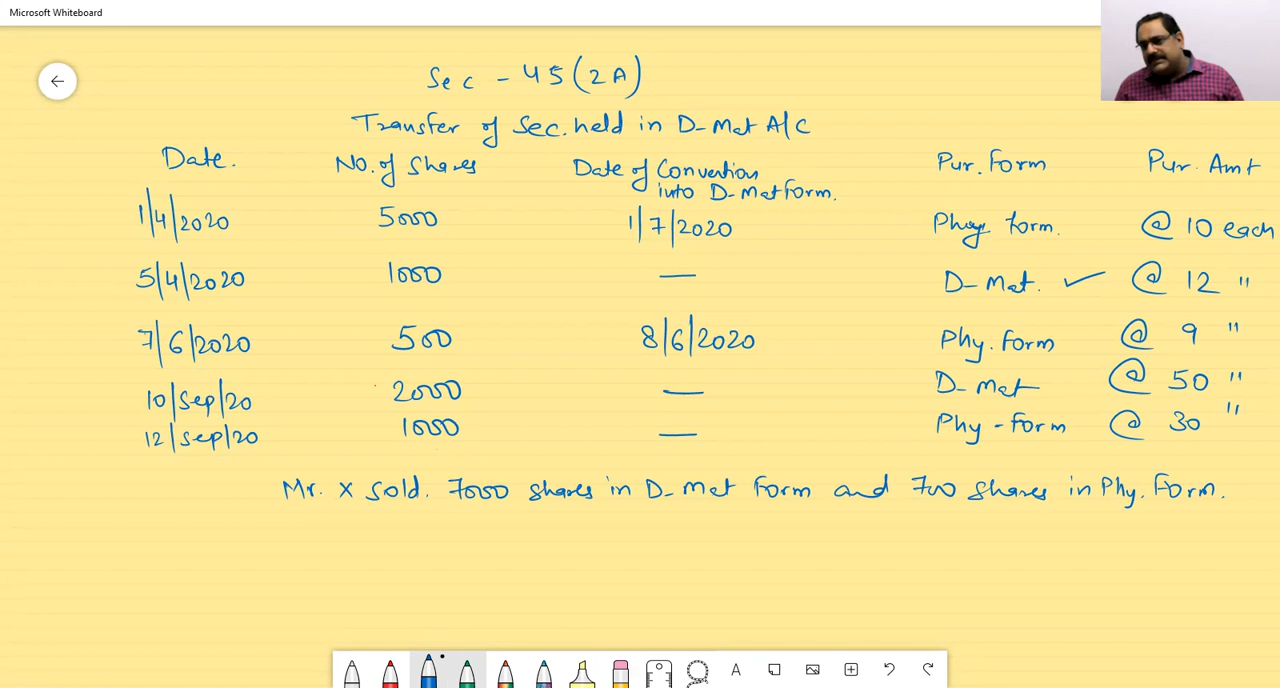 Microsoft Whiteboard
Sec - 45(2A)
Transfer of Sec. held in D-Mat A/C
Date. No. of Shares Date of Convertion into D-Mat Form. Pur. Form Pur. Amt
1/4/2020 5000 1/7/2020 Phy. form. @ 10 each
5/4/2020 1000 — D-Mat. ✓ @ 12 "
7/6/2020 500 8/6/2020 Phy. form @ 9 "
10/Sep/20 2000 — D-Mat @ 50 "
12/Sep/20 1000 — Phy-Form @ 30 "
Mr. X Sold. 7000 Shares in D-Mat Form and 700 Shares in Phy. Form.
A